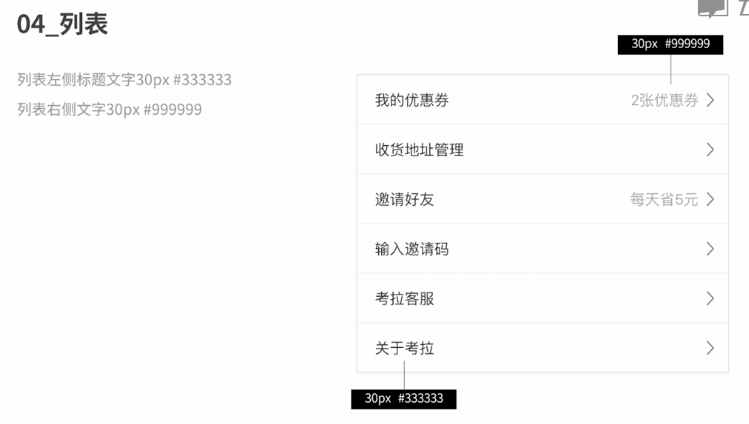 04_列表
列表左侧标题文字30px #333333
列表右侧文字30px #999999
30px #999999
我的优惠券 2张优惠券
收货地址管理
邀请好友 每天省5元
输入邀请码
考拉客服
关于考拉
30px #333333